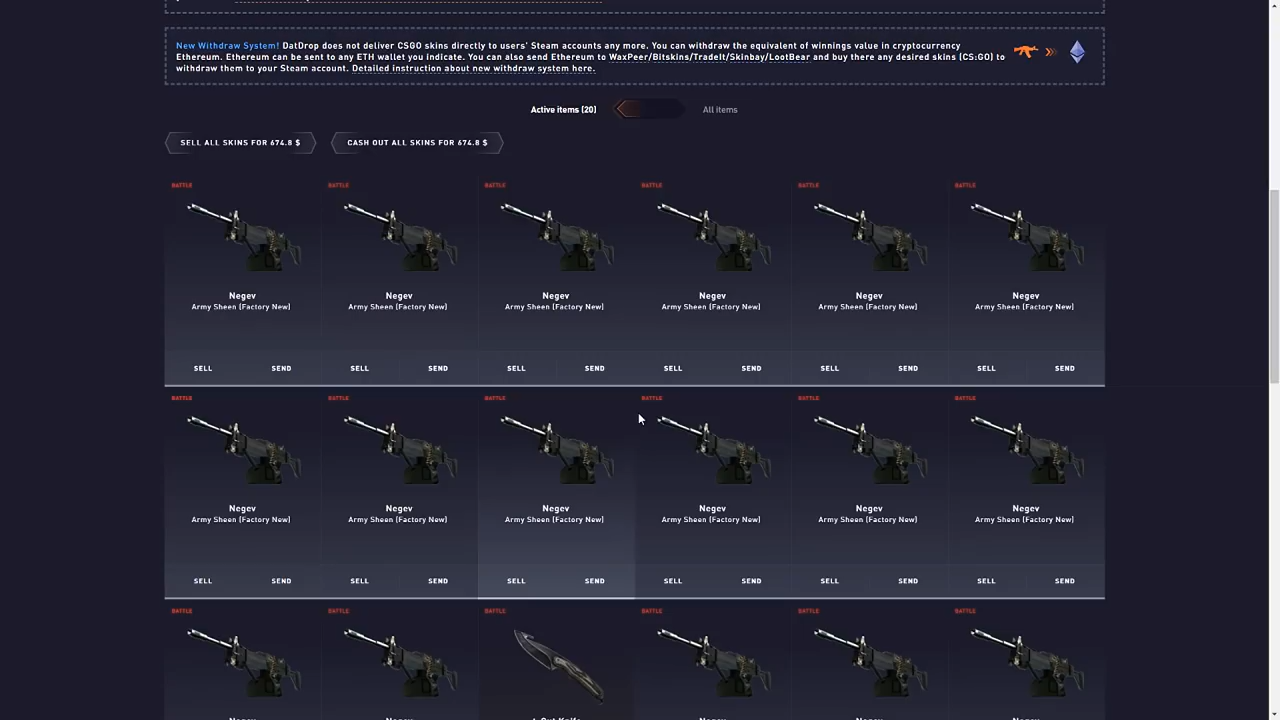 New Withdraw System! DatDrop does not deliver CSGO skins directly to users' Steam accounts any more. You can withdraw the equivalent of winnings value in cryptocurrency
Ethereum. Ethereum can be sent to any ETH wallet you indicate. You can also send Ethereum to WaxPeer/Bitskins/TradeIt/Skinbay/LootBear and buy there any desired skins (CS:GO) to
withdraw them to your Steam account. Detailed instruction about new withdraw system here.
Active items (20) All items
SELL ALL SKINS FOR 674.8 $ CASH OUT ALL SKINS FOR 674.8 $
BATTLE BATTLE BATTLE BATTLE BATTLE BATTLE
Negev Negev Negev Negev Negev Negev
Army Sheen (Factory New) Army Sheen (Factory New) Army Sheen (Factory New) Army Sheen (Factory New) Army Sheen (Factory New) Army Sheen (Factory New)
SELL SEND SELL SEND SELL SEND SELL SEND SELL SEND SELL SEND
BATTLE BATTLE BATTLE BATTLE BATTLE BATTLE
Negev Negev Negev Negev Negev Negev
Army Sheen (Factory New) Army Sheen (Factory New) Army Sheen (Factory New) Army Sheen (Factory New) Army Sheen (Factory New) Army Sheen (Factory New)
SELL SEND SELL SEND SELL SEND SELL SEND SELL SEND SELL SEND
BATTLE BATTLE BATTLE BATTLE BATTLE BATTLE